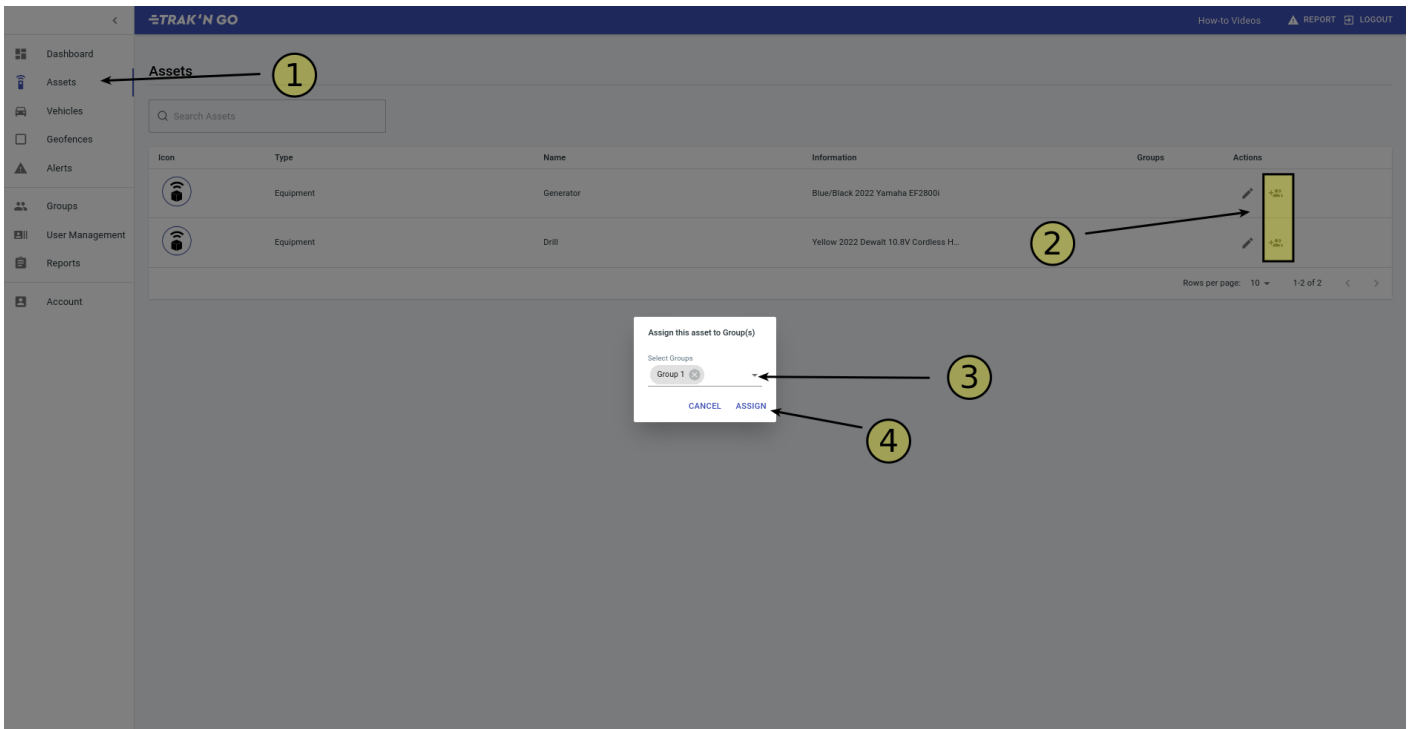 TRAK'N GO
How-to Videos
REPORT
LOGOUT
Dashboard
Assets
Vehicles
Geofences
Alerts
Groups
User Management
Reports
Account
Assets
1
Search Assets
Icon Type Name Information Groups Actions
Equipment Generator Blue/Black 2022 Yamaha EF2800i
Equipment Drill Yellow 2022 Dewalt 10.8V Cordless H...
2
Rows per page: 10 1-2 of 2
Assign this asset to Group(s)
Select Groups
Group 1
3
CANCEL ASSIGN
4